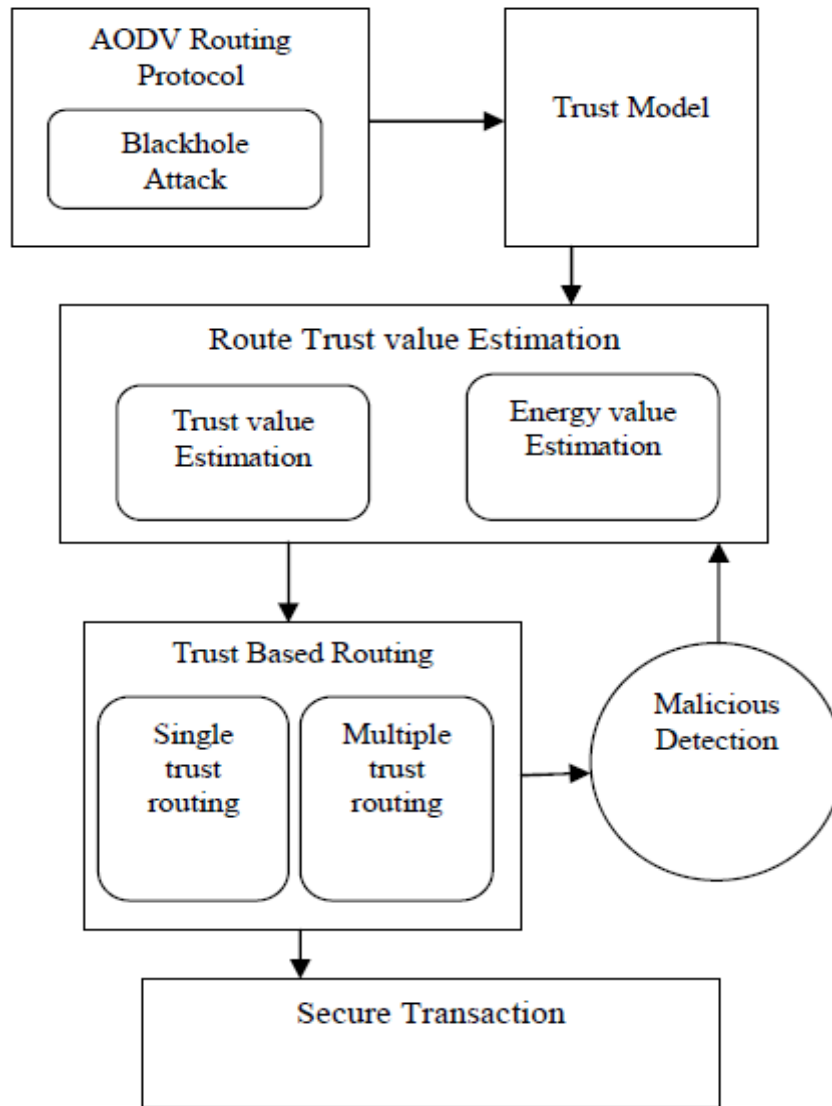 AODV Routing
Protocol
Blackhole
Attack
Trust Model
Route Trust value Estimation
Trust value
Estimation
Energy value
Estimation
Trust Based Routing
Single
trust
routing
Multiple
trust
routing
Malicious
Detection
Secure Transaction